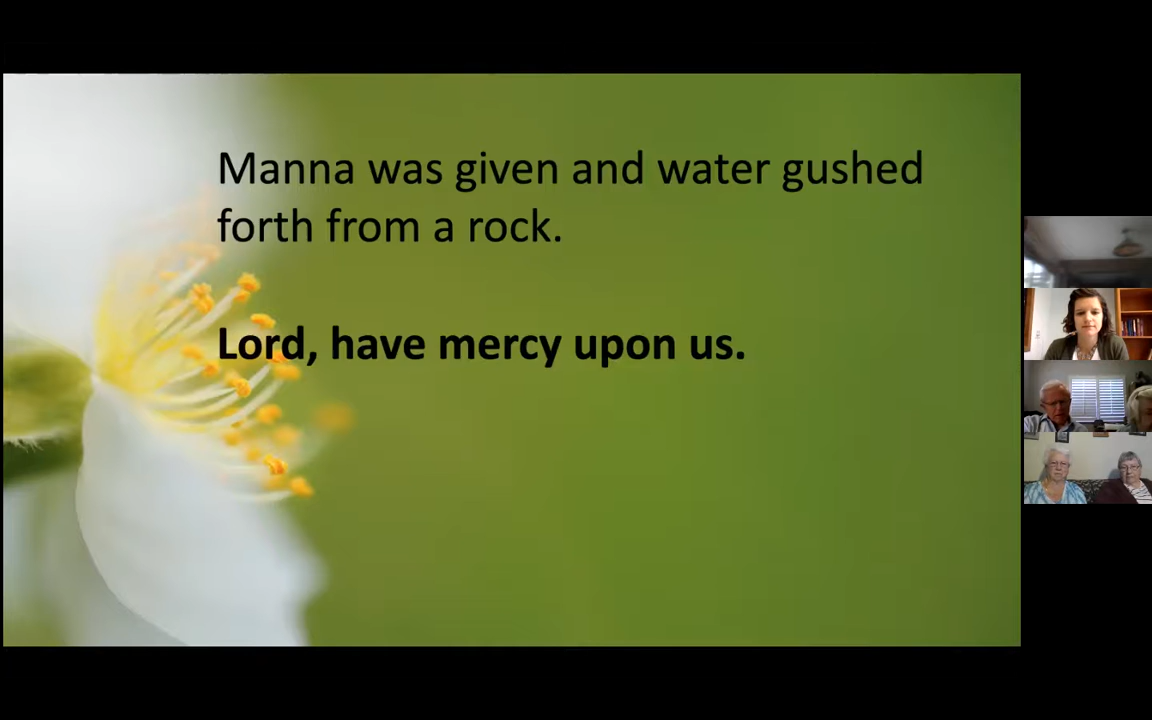 Manna was given and water gushed
forth from a rock.
Lord, have mercy upon us.